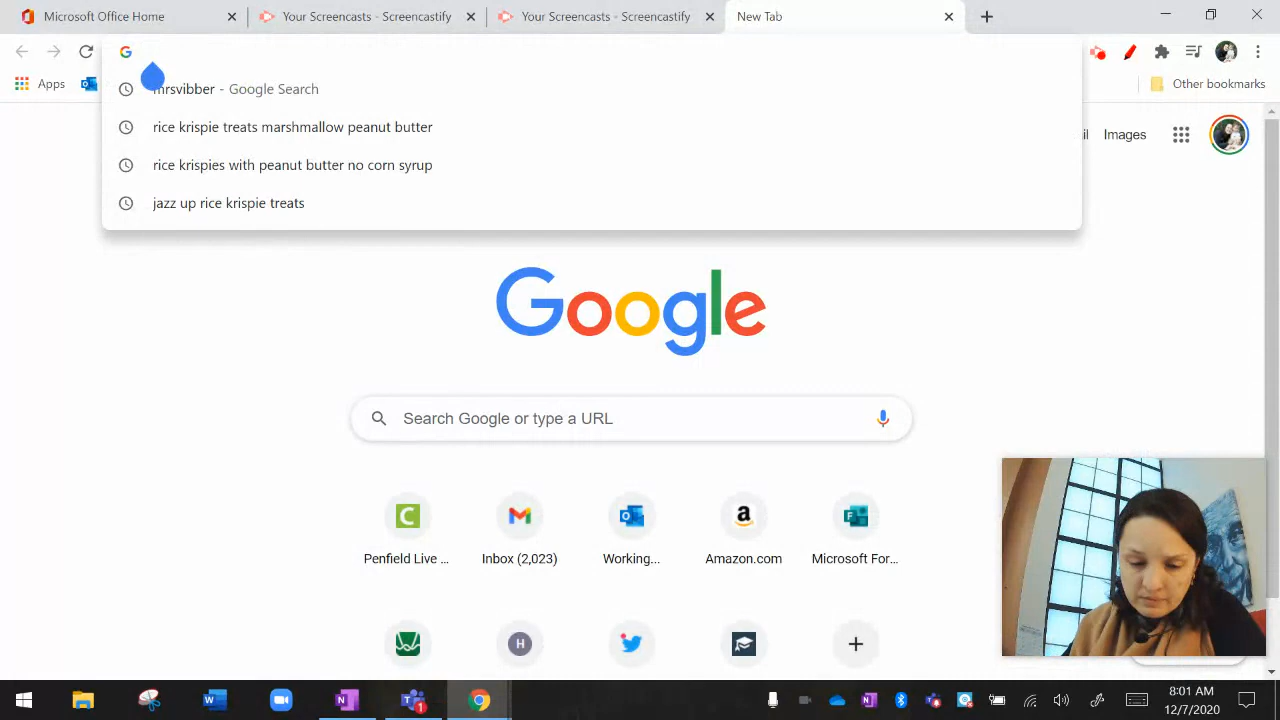 Microsoft Office Home
Your Screencasts - Screencastify
Your Screencasts - Screencastify
New Tab
Apps
Other bookmarks
mrsvibber - Google Search
rice krispie treats marshmallow peanut butter
rice krispies with peanut butter no corn syrup
jazz up rice krispie treats
il
Images
Google
Search Google or type a URL
Penfield Live ...
Inbox (2,023)
Working...
Amazon.com
Microsoft For...
H
8:01 AM
12/7/2020